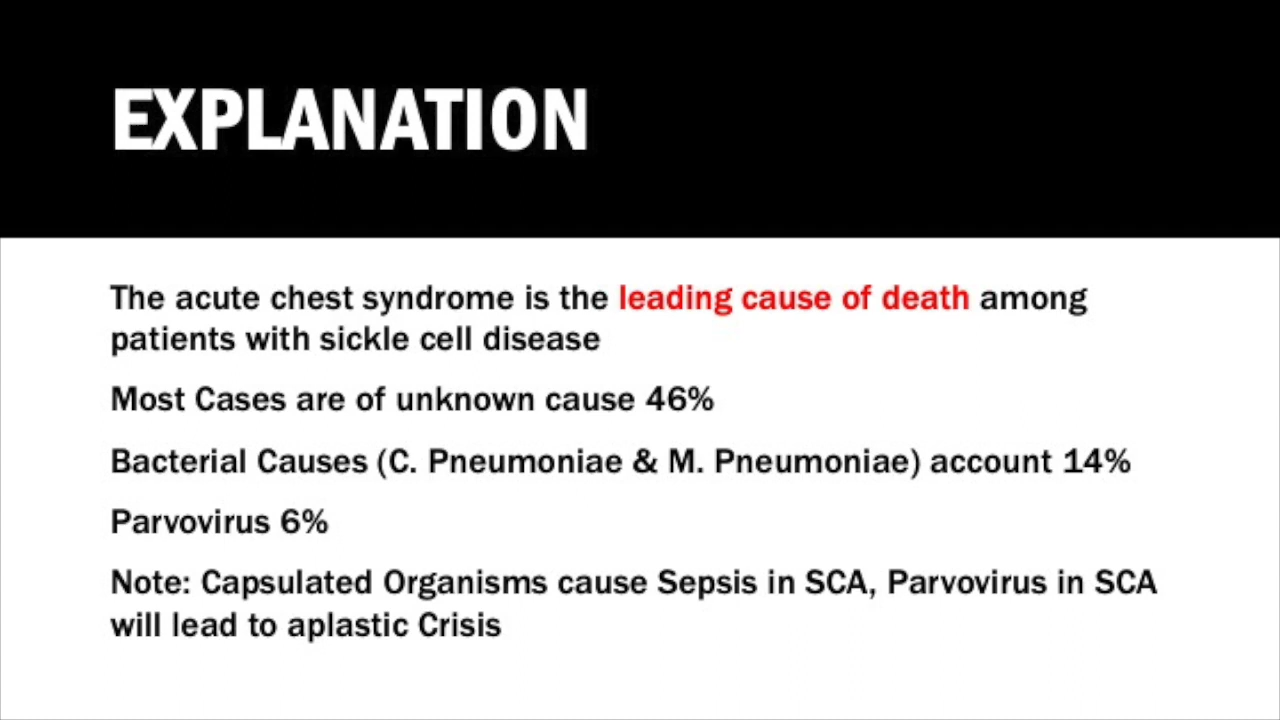 EXPLANATION
The acute chest syndrome is the leading cause of death among
patients with sickle cell disease
Most Cases are of unknown cause 46%
Bacterial Causes (C. Pneumoniae & M. Pneumoniae) account 14%
Parvovirus 6%
Note: Capsulated Organisms cause Sepsis in SCA, Parvovirus in SCA
will lead to aplastic Crisis